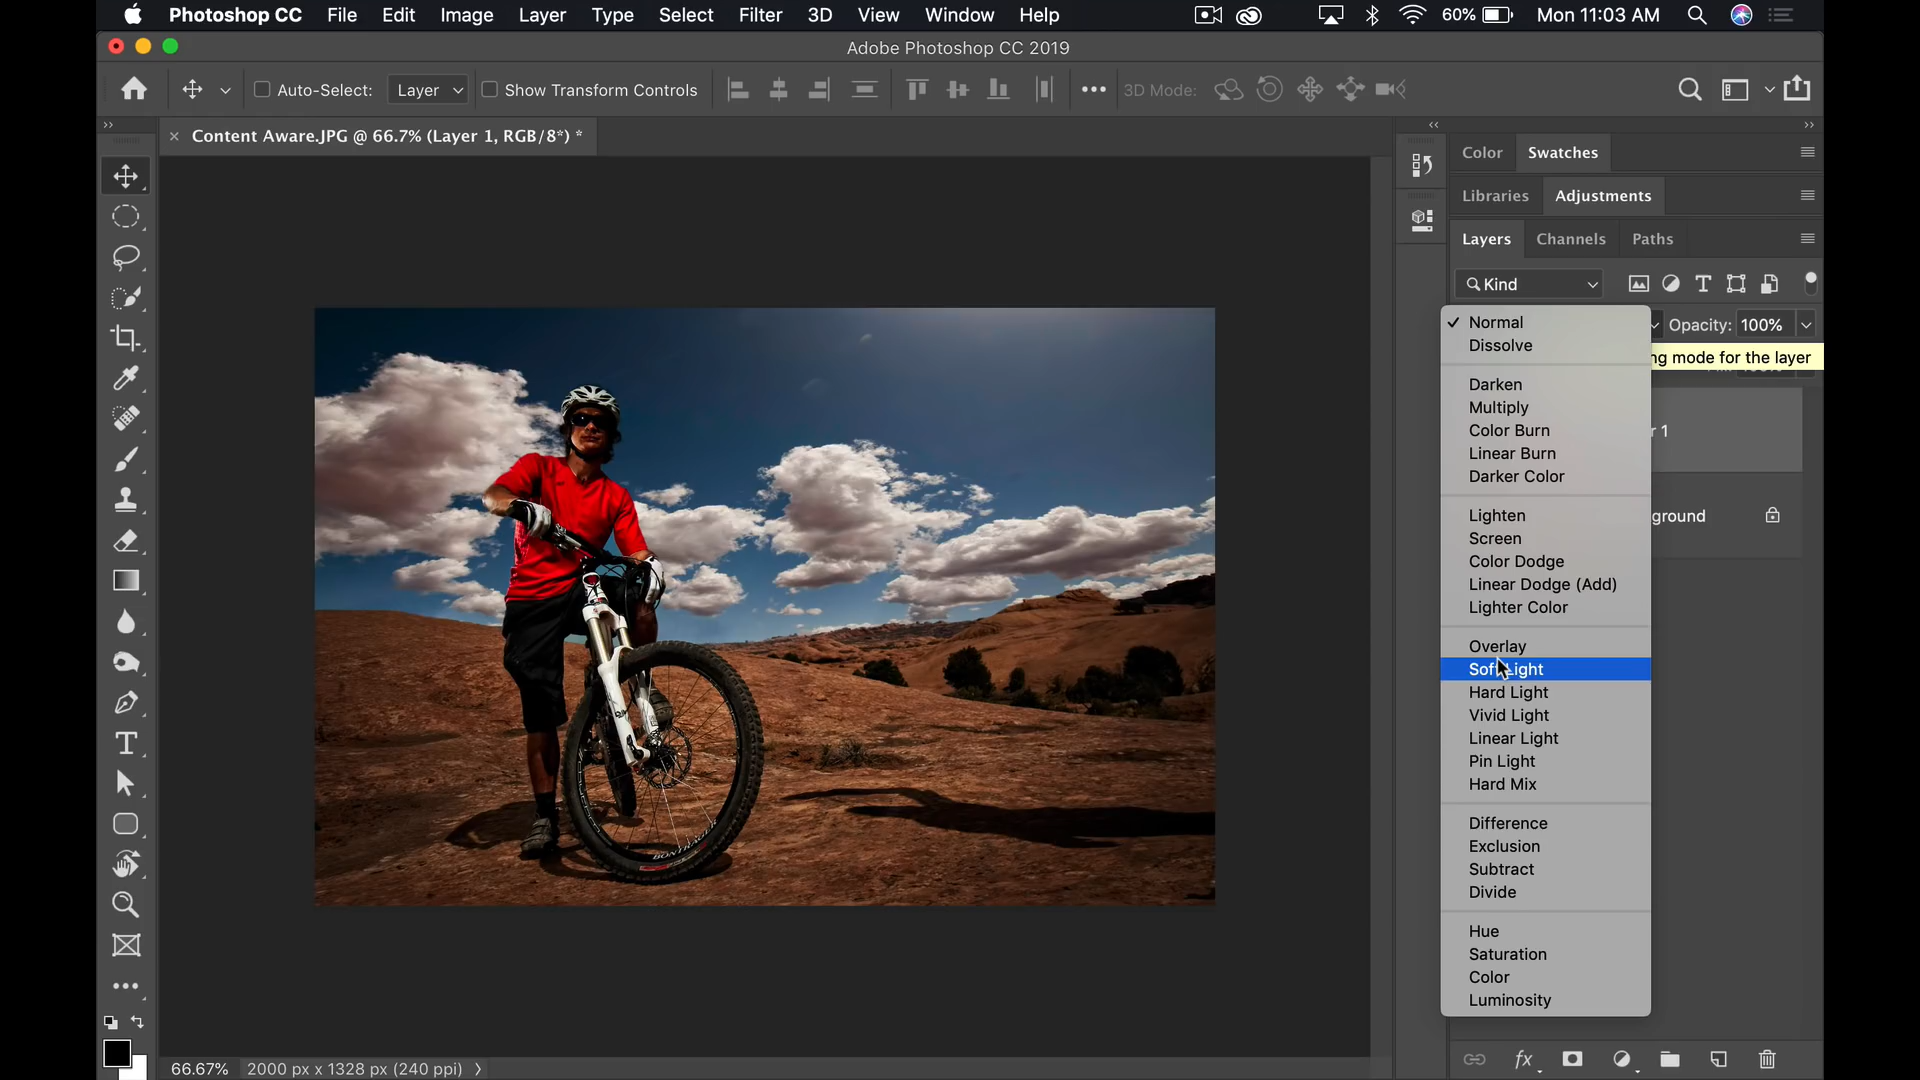 Photoshop CC File Edit Image Layer Type Select Filter 3D View Window Help 60% Mon 11:03 AM
Adobe Photoshop CC 2019
Auto-Select: Layer Show Transform Controls 3D Mode:
Content Aware.JPG @ 66.7% (Layer 1, RGB/8*) *
Color Swatches
Libraries Adjustments
Layers Channels Paths
Kind
Opacity: 100%
Normal
Dissolve
ng mode for the layer
Darken
Multiply
Color Burn
Linear Burn
Darker Color
r 1
Lighten
Screen
Color Dodge
Linear Dodge (Add)
Lighter Color
ground
Overlay
Soft Light
Hard Light
Vivid Light
Linear Light
Pin Light
Hard Mix
Difference
Exclusion
Subtract
Divide
Hue
Saturation
Color
Luminosity
BONTRAGER
fx
66.67% 2000 px x 1328 px (240 ppi)